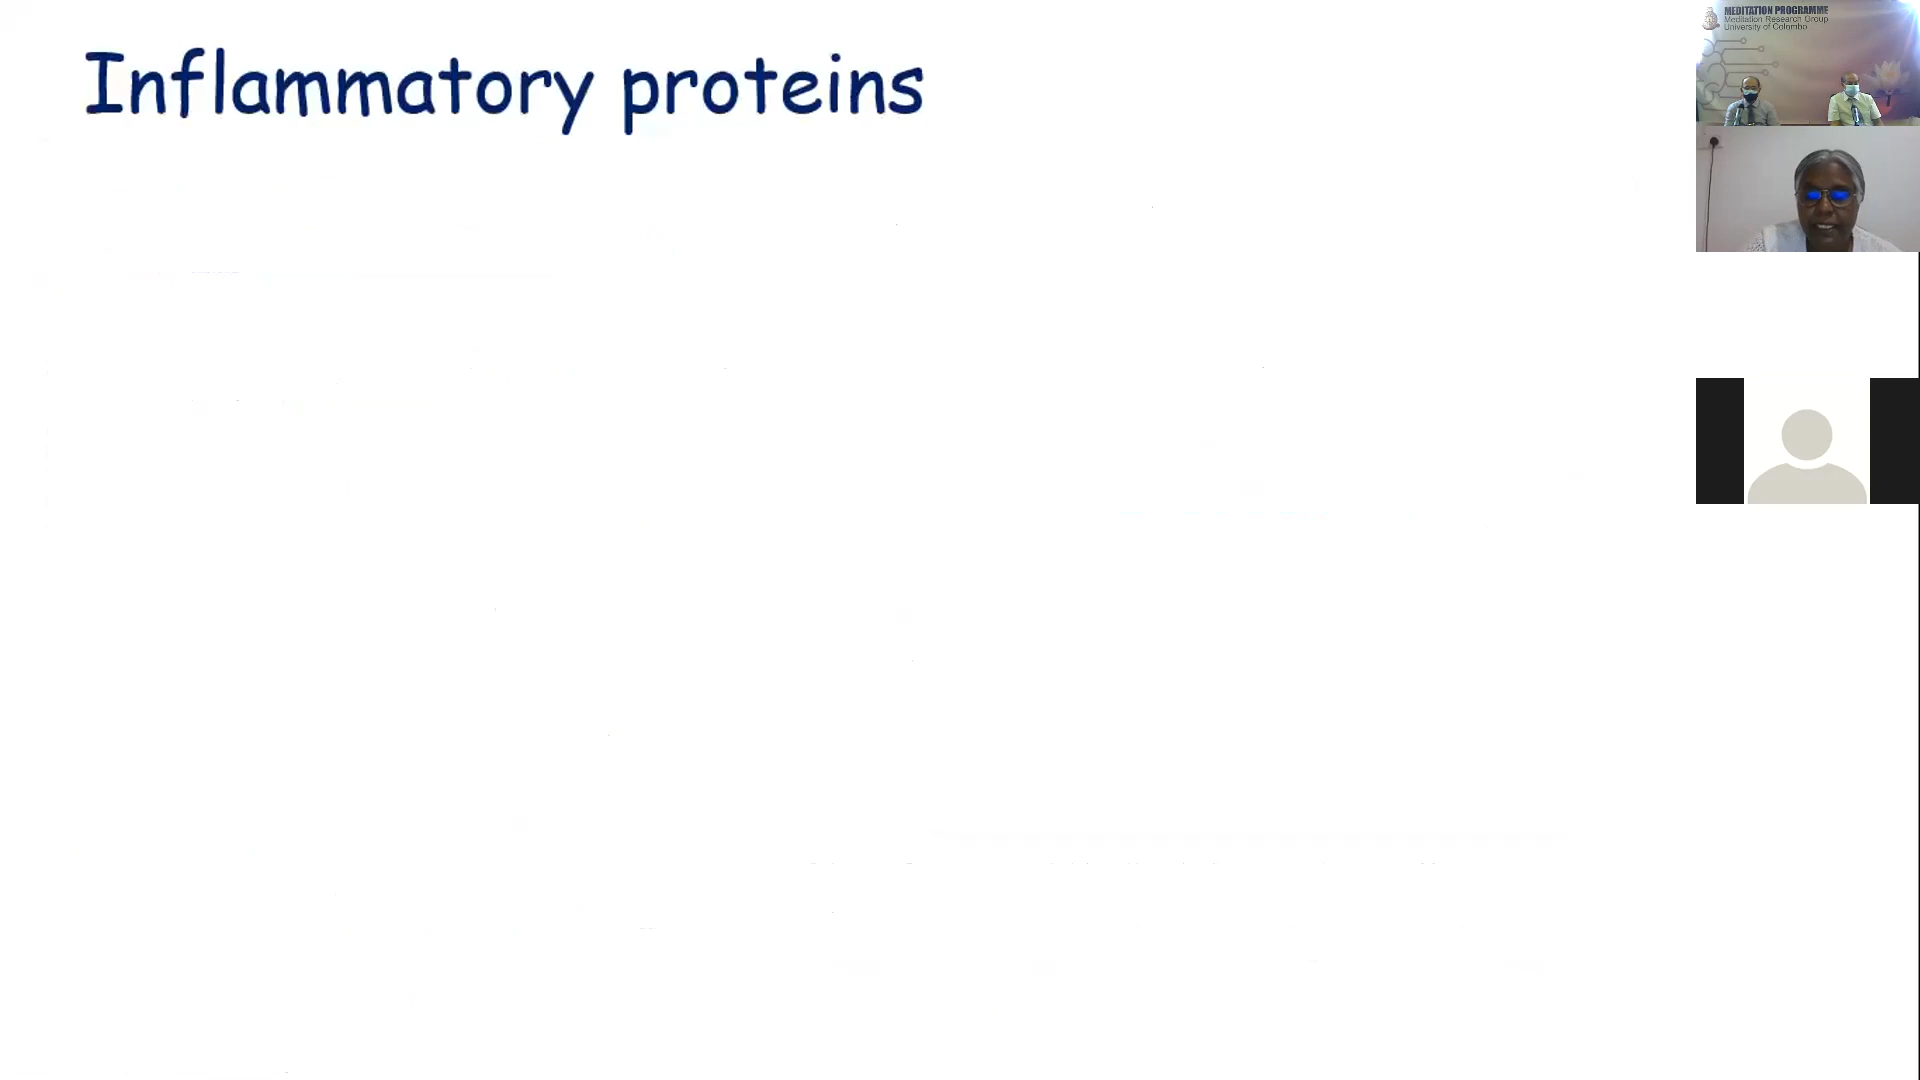 Inflammatory proteins
MEDITATION PROGRAMME
Meditation Research Group
University of Colombo